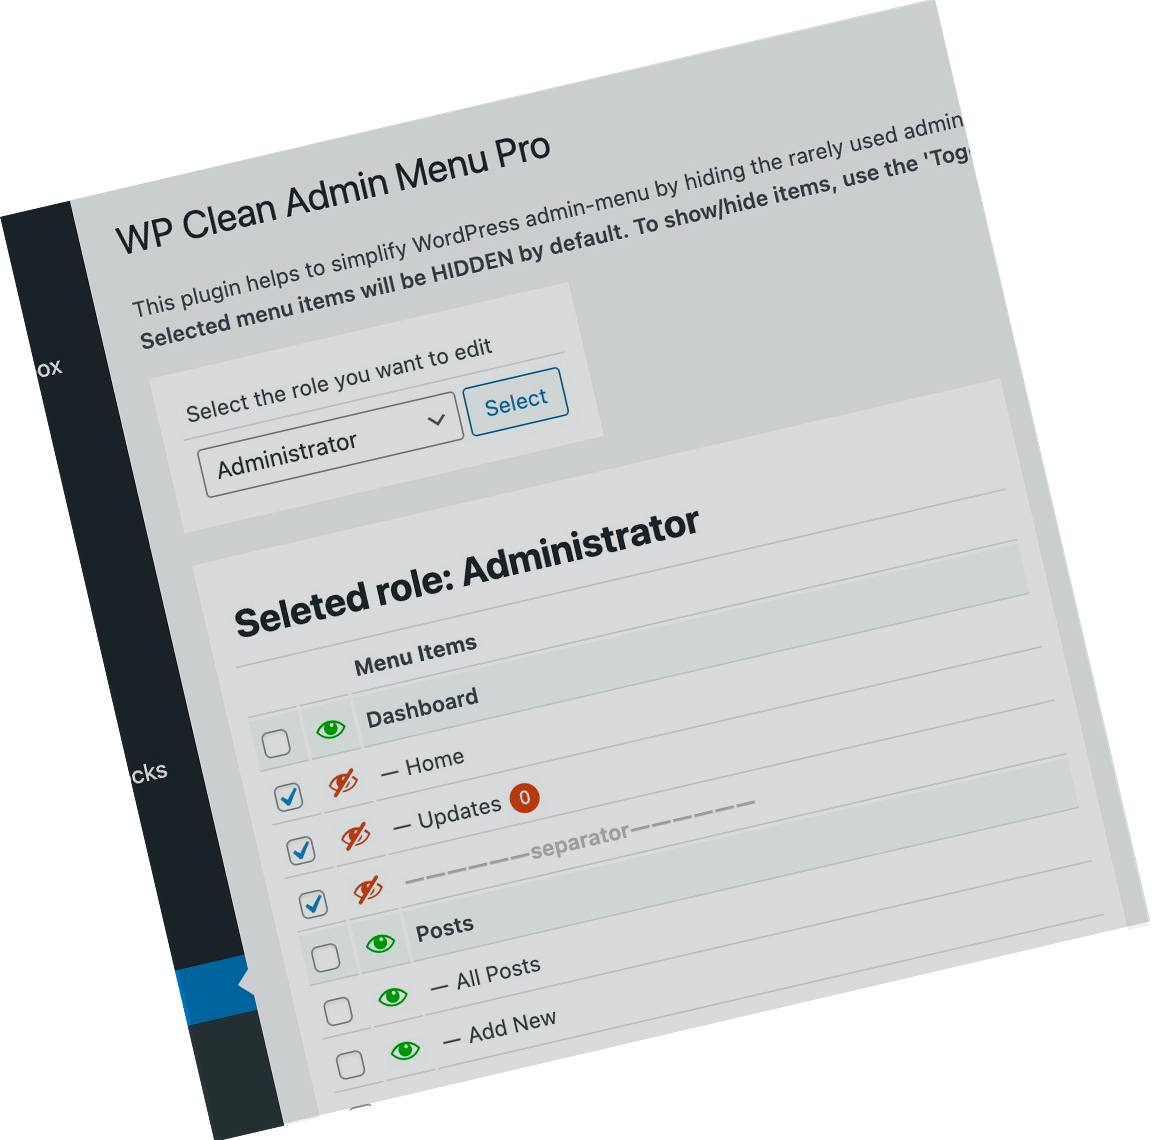 WP Clean Admin Menu Pro
This plugin helps to simplify WordPress admin-menu by hiding the rarely used admin
Selected menu items will be HIDDEN by default. To show/hide items, use the 'Tog
ox
Select the role you want to edit
Administrator Select
Seleted role: Administrator
Menu Items
Dashboard
— Home
— Updates 0
——————separator——————
cks
Posts
— All Posts
— Add New